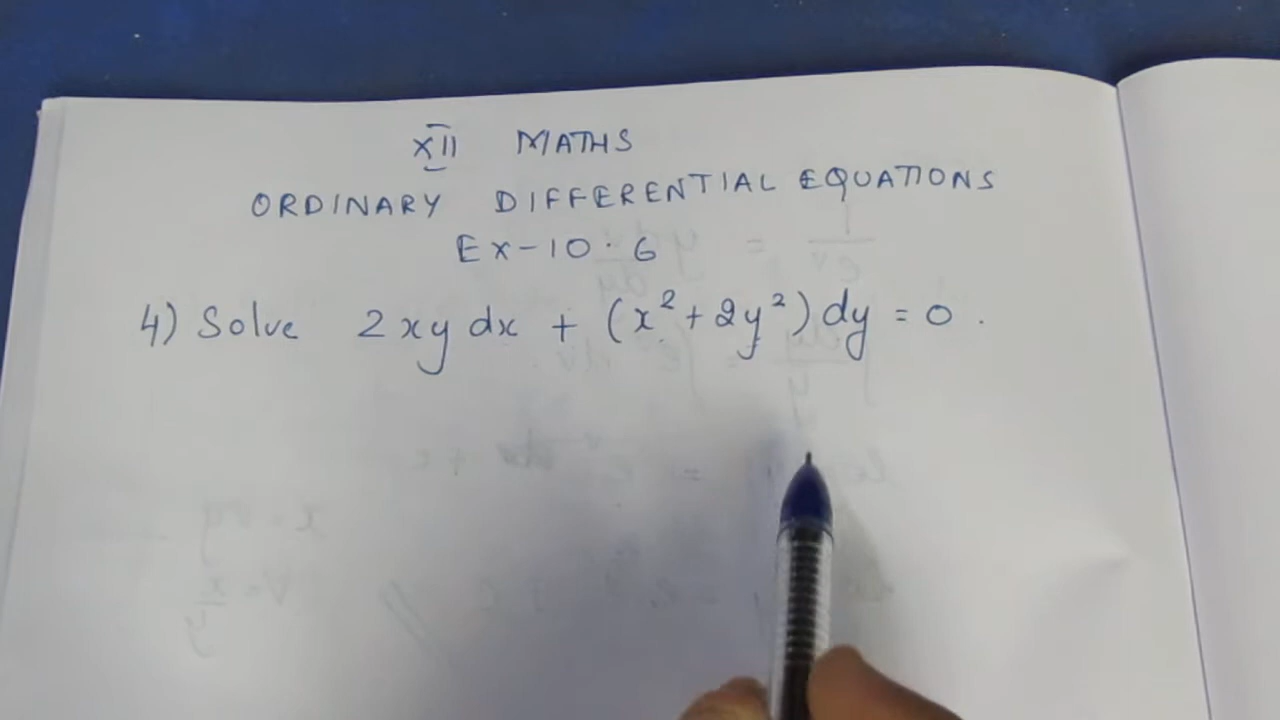 XII MATHS
ORDINARY DIFFERENTIAL EQUATIONS
Ex-10.6
4) Solve 2xy dx + (x² + 2y²) dy = 0.